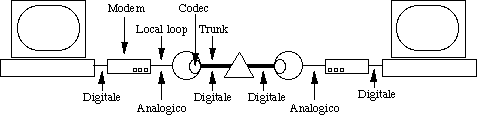 Modem
Codec
Local loop
Trunk
Digitale
Analogico
Digitale
Digitale
Analogico
Digitale